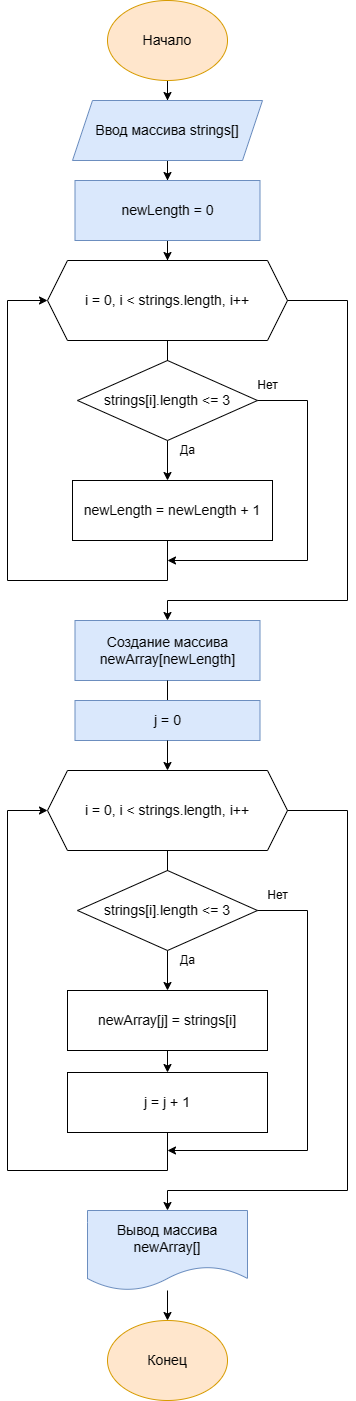 Начало
Ввод массива strings[]
newLength = 0
i = 0, i < strings.length, i++
strings[i].length <= 3
Нет
Да
newLength = newLength + 1
Создание массива
newArray[newLength]
j = 0
i = 0, i < strings.length, i++
strings[i].length <= 3
Нет
Да
newArray[j] = strings[i]
j = j + 1
Вывод массива
newArray[]
Конец